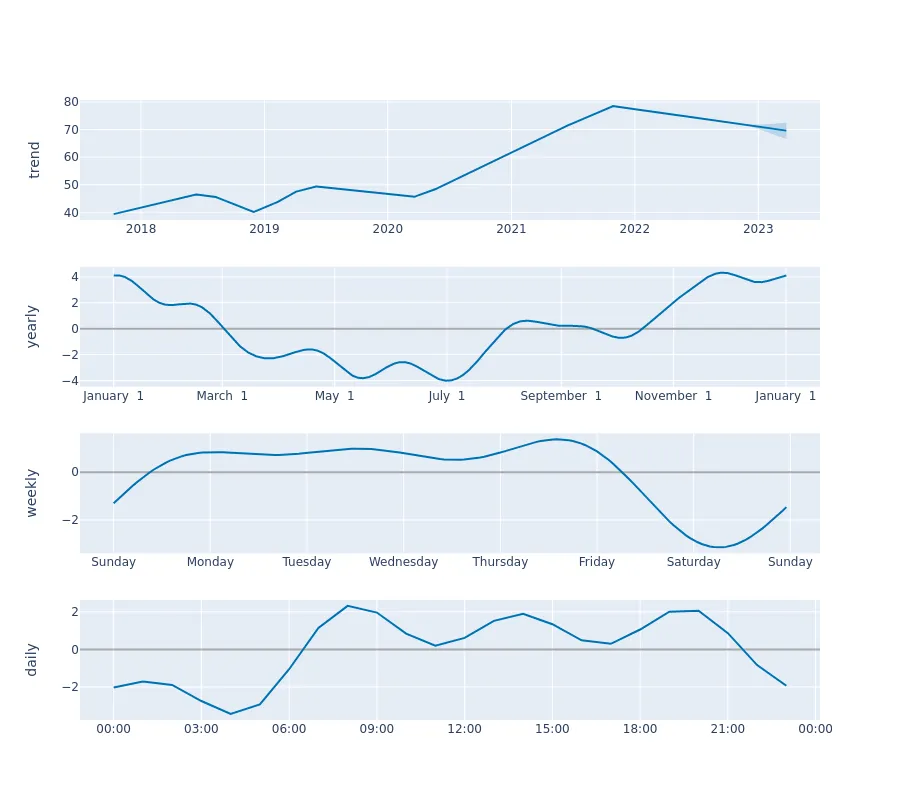 trend
80
70
60
50
40
2018 2019 2020 2021 2022 2023
yearly
4
2
0
−2
−4
January 1 March 1 May 1 July 1 September 1 November 1 January 1
weekly
0
−2
Sunday Monday Tuesday Wednesday Thursday Friday Saturday Sunday
daily
2
0
−2
00:00 03:00 06:00 09:00 12:00 15:00 18:00 21:00 00:00